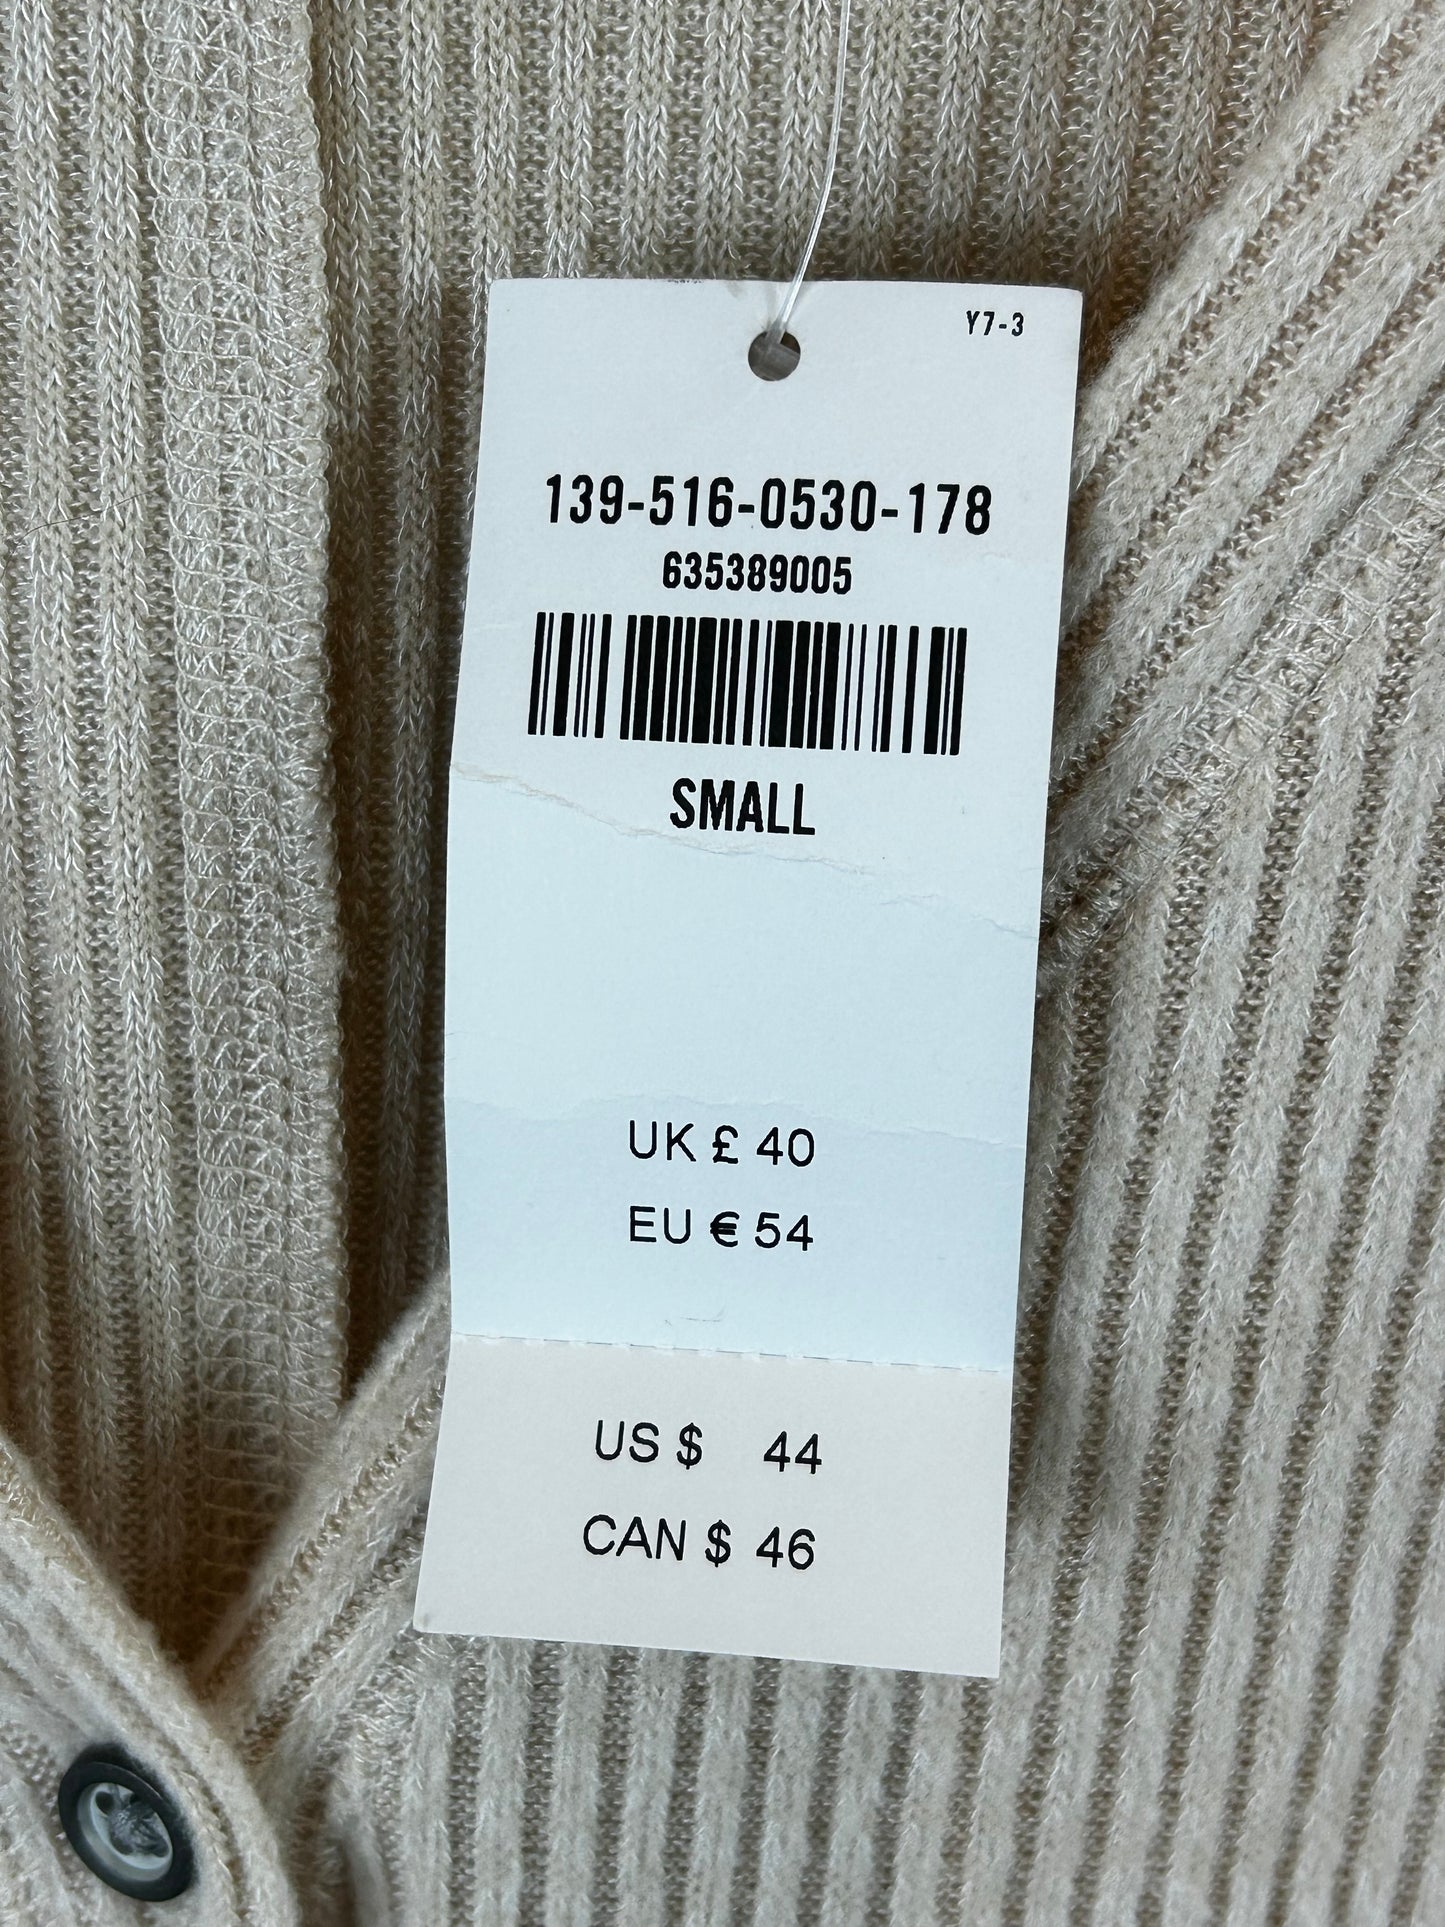 Y7-3
139-516-0530-178
635389005
SMALL
UK £ 40
EU € 54
US $ 44
CAN $ 46